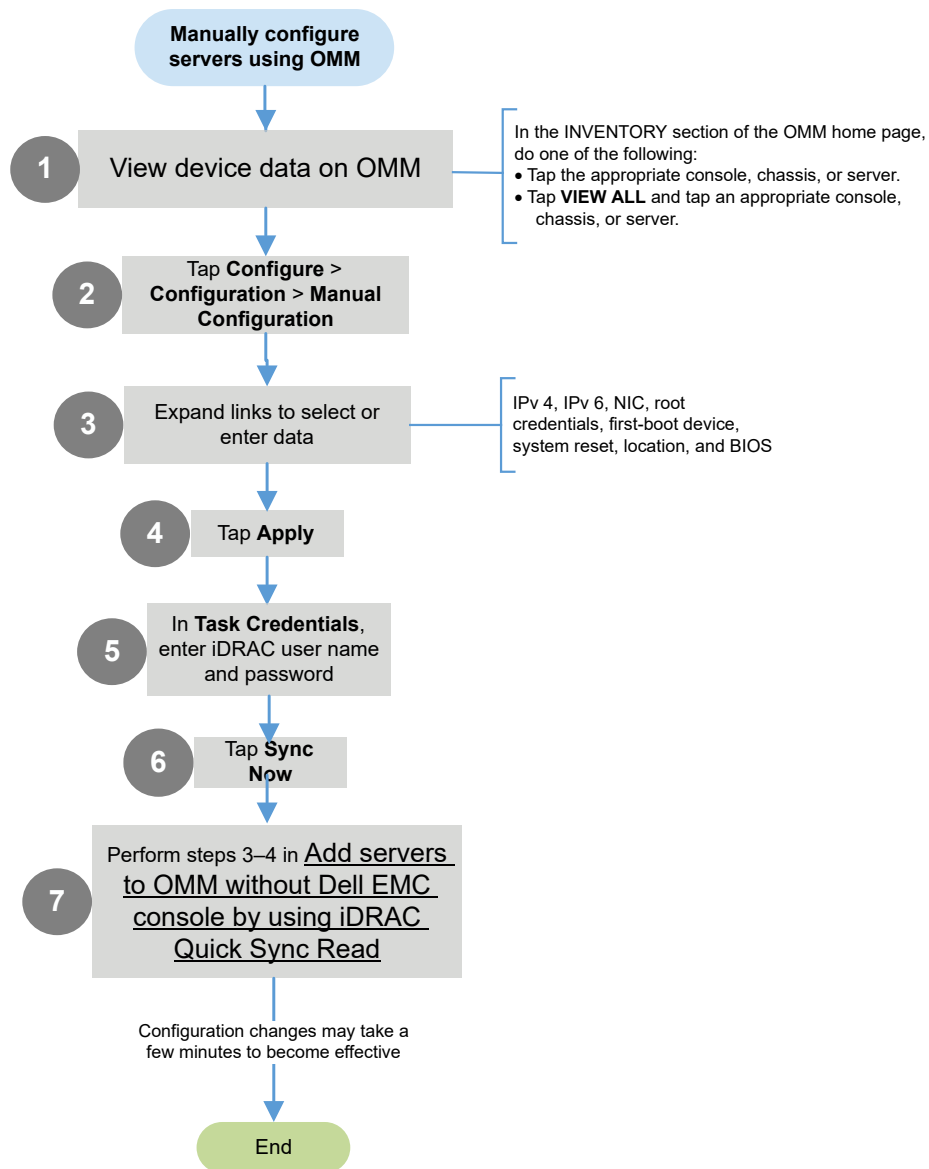 Manually configure
servers using OMM
1
View device data on OMM
In the INVENTORY section of the OMM home page,
do one of the following:
• Tap the appropriate console, chassis, or server.
• Tap VIEW ALL and tap an appropriate console,
chassis, or server.
2
Tap Configure >
Configuration > Manual
Configuration
3
Expand links to select or
enter data
IPv 4, IPv 6, NIC, root
credentials, first-boot device,
system reset, location, and BIOS
4
Tap Apply
5
In Task Credentials,
enter iDRAC user name
and password
6
Tap Sync
Now
7
Perform steps 3–4 in Add servers
to OMM without Dell EMC
console by using iDRAC
Quick Sync Read
Configuration changes may take a
few minutes to become effective
End